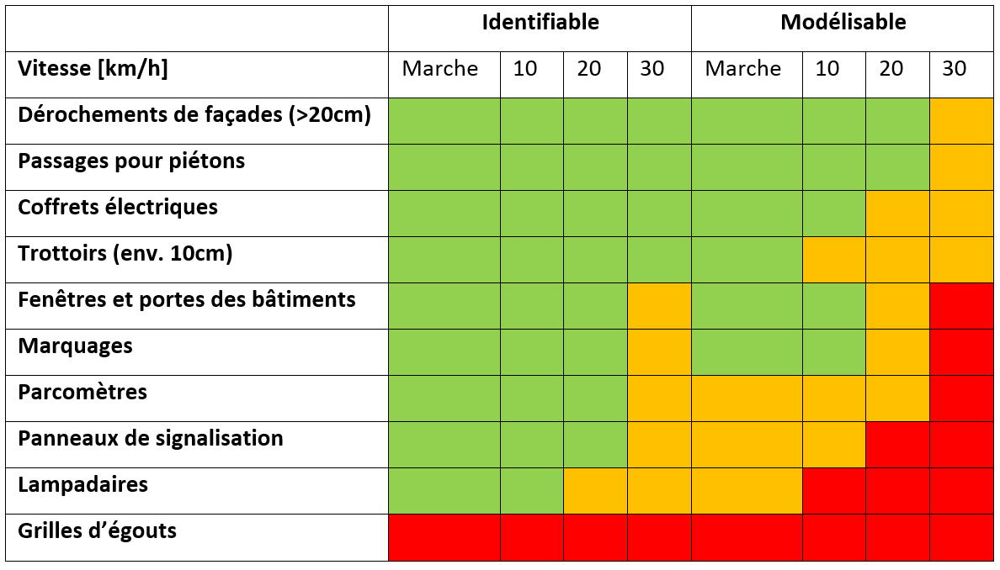 Identifiable Modélisable
Vitesse [km/h] Marche 10 20 30 Marche 10 20 30
Dérochements de façades (>20cm)
Passages pour piétons
Coffrets électriques
Trottoirs (env. 10cm)
Fenêtres et portes des bâtiments
Marquages
Parcomètres
Panneaux de signalisation
Lampadaires
Grilles d’égouts